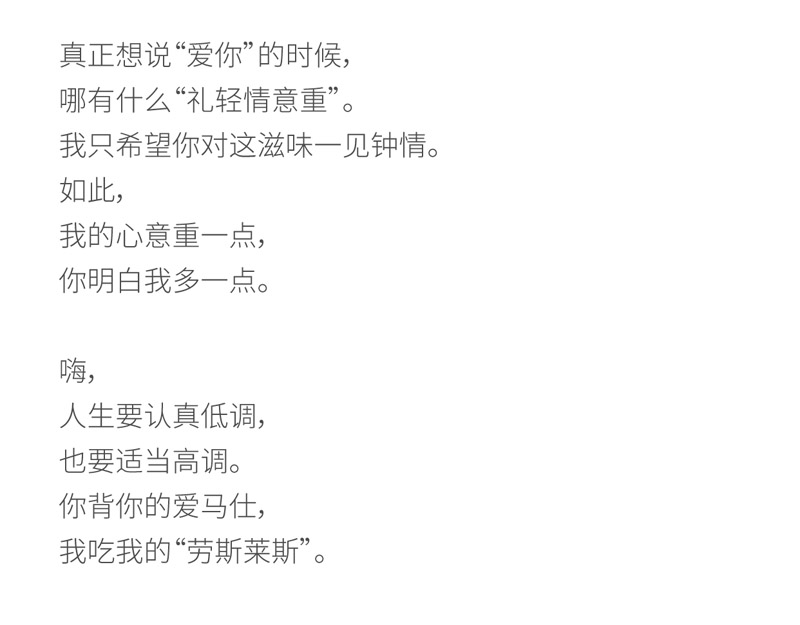 真正想说“爱你”的时候，
哪有什么“礼轻情意重”。
我只希望你对这滋味一见钟情。
如此，
我的心意重一点，
你明白我多一点。
嗨，
人生要认真低调，
也要适当高调。
你背你的爱马仕，
我吃我的“劳斯莱斯”。